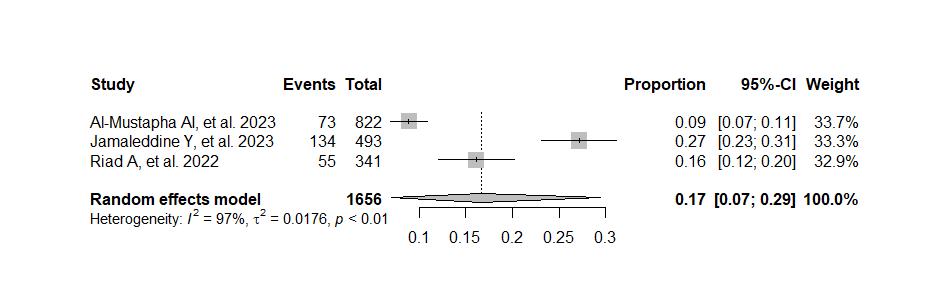 Study Events Total Proportion 95%-CI Weight
Al-Mustapha AI, et al. 2023 73 822 0.09 [0.07; 0.11] 33.7%
Jamaleddine Y, et al. 2023 134 493 0.27 [0.23; 0.31] 33.3%
Riad A, et al. 2022 55 341 0.16 [0.12; 0.20] 32.9%
Random effects model 1656 0.17 [0.07; 0.29] 100.0%
Heterogeneity: I² = 97%, τ² = 0.0176, p < 0.01
0.1 0.15 0.2 0.25 0.3